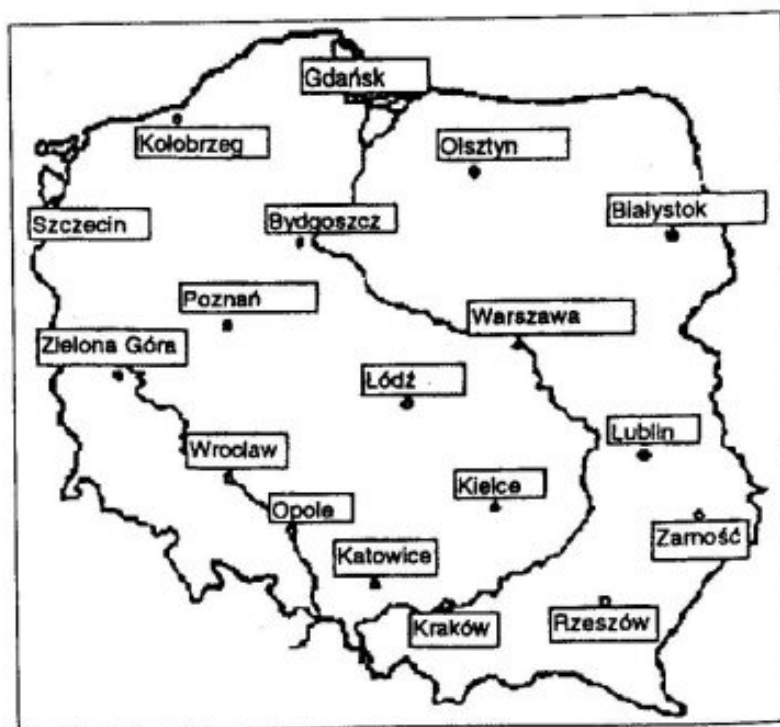 Gdańsk
Kołobrzeg
Olsztyn
Szczecin
Bydgoszcz
Białystok
Poznań
Warszawa
Zielona Góra
Łódź
Wrocław
Lublin
Kielce
Opole
Zamość
Katowice
Kraków
Rzeszów